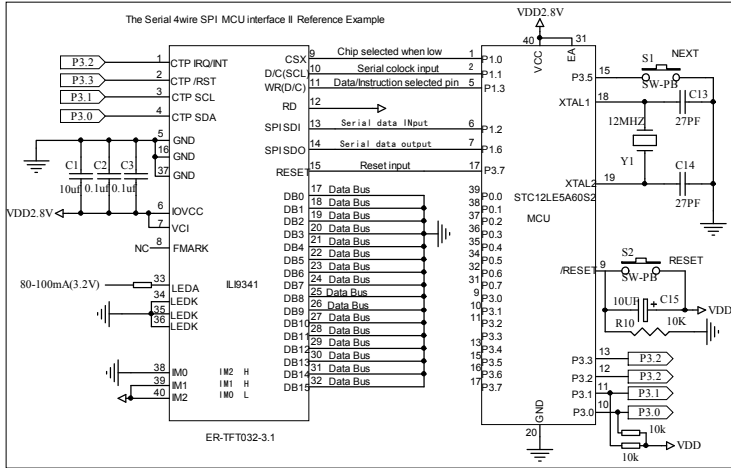 The Serial 4wire SPI MCU interface II Reference Example
VDD2.8V
P3.2 1 CTP IRQ/INT
P3.3 2 CTP /RST
P3.1 3 CTP SCL
P3.0 4 CTP SDA
5 GND
16 GND
37 GND
C1 C2 C3
10uf 0.1uf 0.1uf
VDD2.8V 6 IOVCC
7 VCI
NC 8 FMARK
80-100mA(3.2V) 33 LEDA
34 LEDK
35 LEDK
36 LEDK
38 IM0
39 IM1
40 IM2
IM2 H
IM1 H
IM0 L
ILI9341
ER-TFT032-3.1
CSX 9 Chip selected when low 1 P1.0
D/C(SCL) 10 Serial colock input 2 P1.1
WR(D/C) 11 Data/Instruction selected pin 5 P1.3
RD 12
SPI SDI 13 Serial data INput 6 P1.2
SPI SDO 14 Serial data output 7 P1.6
RESET 15 Reset input 17 P3.7
DB0 17 Data Bus
DB1 18 Data Bus
DB2 19 Data Bus
DB3 20 Data Bus
DB4 21 Data Bus
DB5 22 Data Bus
DB6 23 Data Bus
DB7 24 Data Bus
DB8 25 Data Bus
DB9 26 Data Bus
DB10 27 Data Bus
DB11 28 Data Bus
DB12 29 Data Bus
DB13 30 Data Bus
DB14 31 Data Bus
DB15 32 Data Bus
39 P0.0
38 P0.1
37 P0.2
36 P0.3
35 P0.4
34 P0.5
32 P0.6
31 P0.7
9 P3.0
10 P3.1
11 P3.2
P3.3
13 P3.4
15 P3.5
16 P3.6
17 P3.7
40 VCC
31 EA
STC12LE5A60S2
MCU
GND 20
P3.5 15 S1 NEXT
SW-PB
XTAL1 18 C13
27PF
12MHZ
Y1
XTAL2 19 C14
27PF
/RESET 9 S2 RESET
SW-PB
10UF + C15 VDD
R10 10K
P3.3 13 P3.2
P3.2 12 P3.2
P3.1 11 P3.1
P3.0 10 P3.0
10k
10k VDD